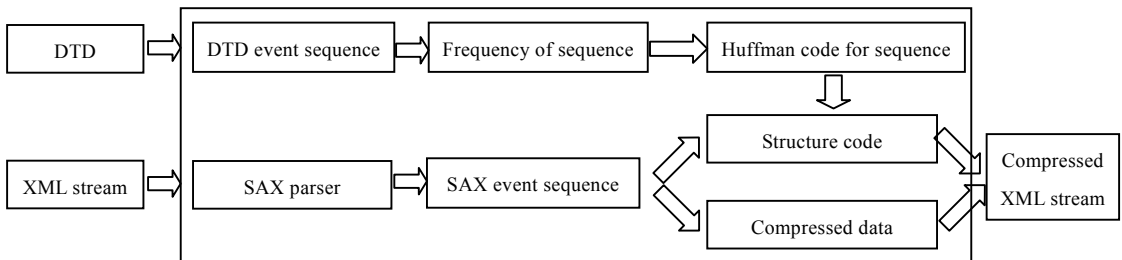 DTD
DTD event sequence
Frequency of sequence
Huffman code for sequence
Structure code
XML stream
SAX parser
SAX event sequence
Compressed data
Compressed
XML stream